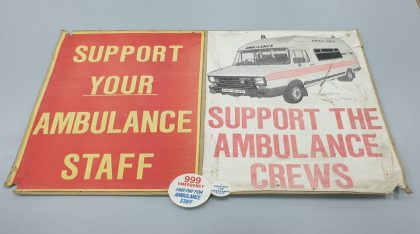 SUPPORT
YOUR
AMBULANCE
STAFF
AMBULANCE
SUPPORT THE
AMBULANCE
CREWS
999
EMERGENCY
FAIR PAY FOR
AMBULANCE
STAFF